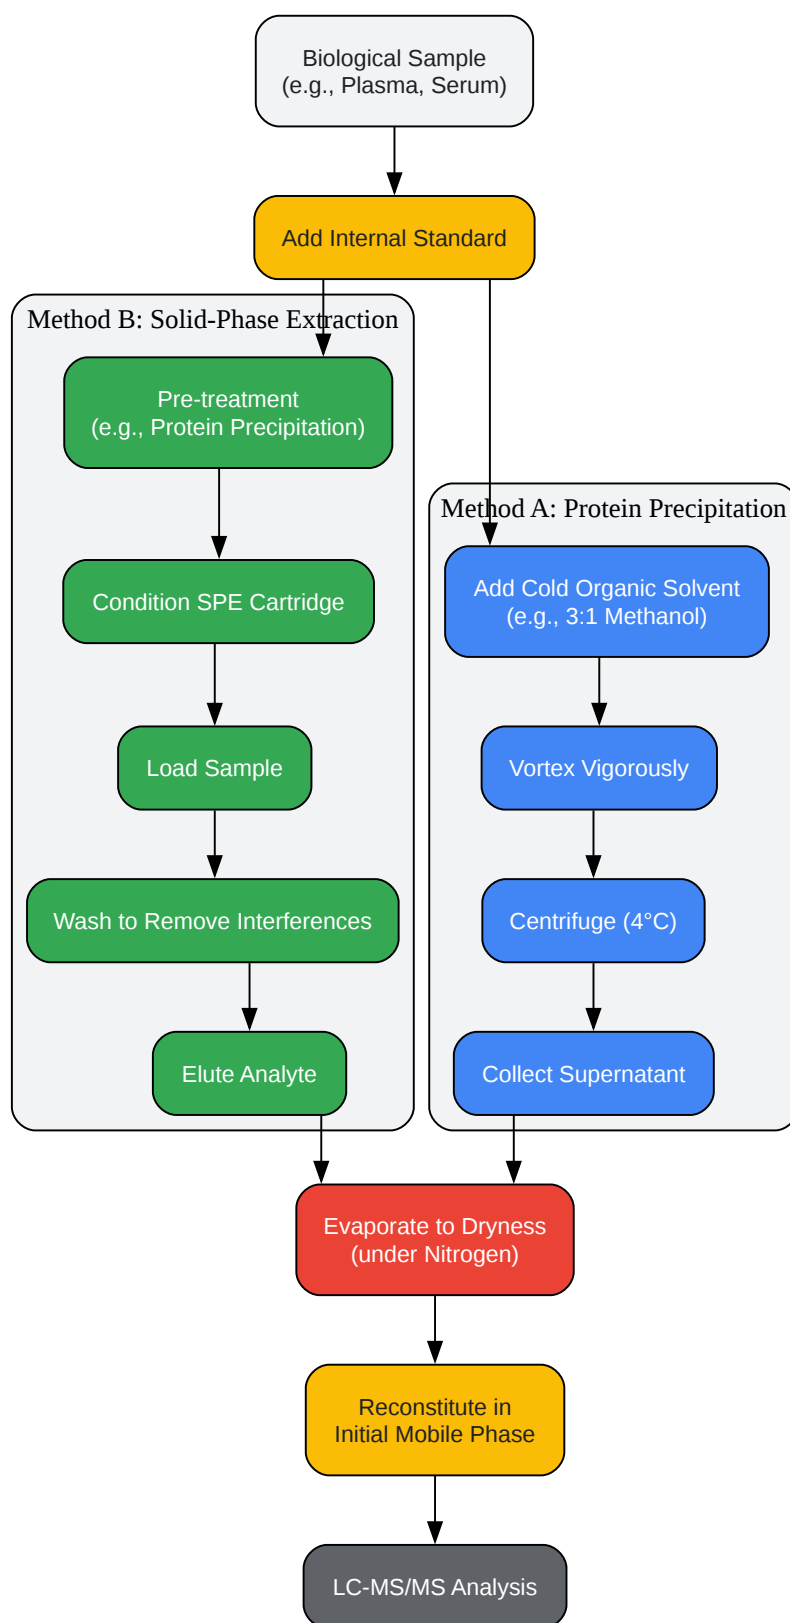 Biological Sample
(e.g., Plasma, Serum)
Add Internal Standard
Method B: Solid-Phase Extraction
Pre-treatment
(e.g., Protein Precipitation)
Condition SPE Cartridge
Load Sample
Wash to Remove Interferences
Elute Analyte
Method A: Protein Precipitation
Add Cold Organic Solvent
(e.g., 3:1 Methanol)
Vortex Vigorously
Centrifuge (4°C)
Collect Supernatant
Evaporate to Dryness
(under Nitrogen)
Reconstitute in
Initial Mobile Phase
LC-MS/MS Analysis